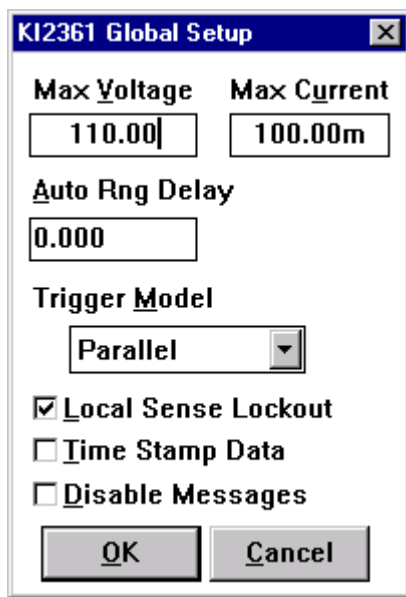 KI2361 Global Setup
Max Voltage Max Current
110.00 100.00m
Auto Rng Delay
0.000
Trigger Model
Parallel
Local Sense Lockout
Time Stamp Data
Disable Messages
OK Cancel